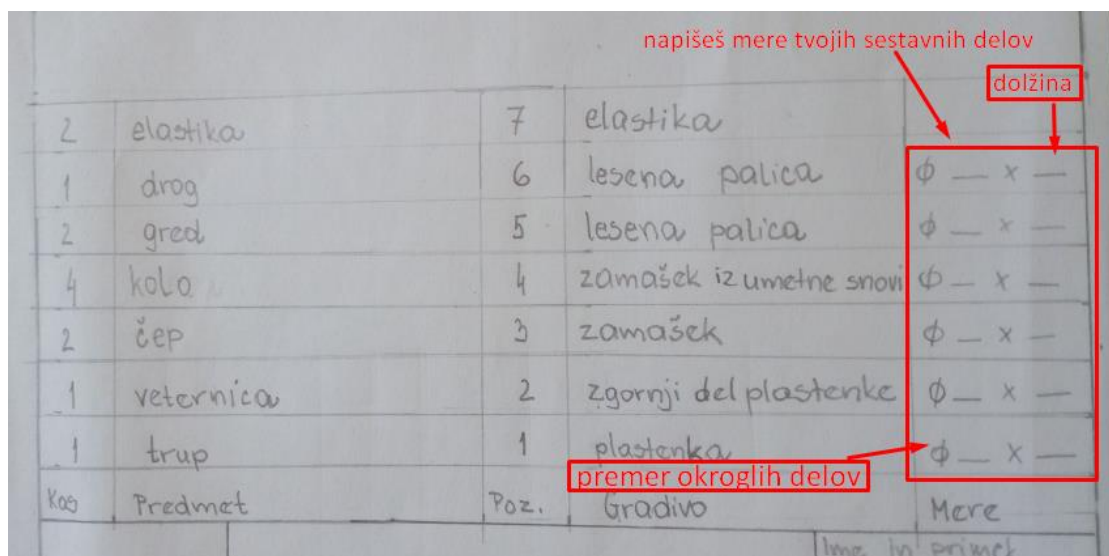 napišeš mere tvojih sestavnih delov
dolžina
2 elastika 7 elastika
1 drog 6 lesena palica ϕ — x —
2 gred 5 lesena palica ϕ — x —
4 kolo 4 zamašek iz umetne snovi ϕ — x —
2 čep 3 zamašek ϕ — x —
1 veternica 2 zgornji del plastenke ϕ — x —
1 trup 1 plastenka ϕ — x —
premer okroglih delov
Kos Predmet Poz. Gradivo Mere
Ime in